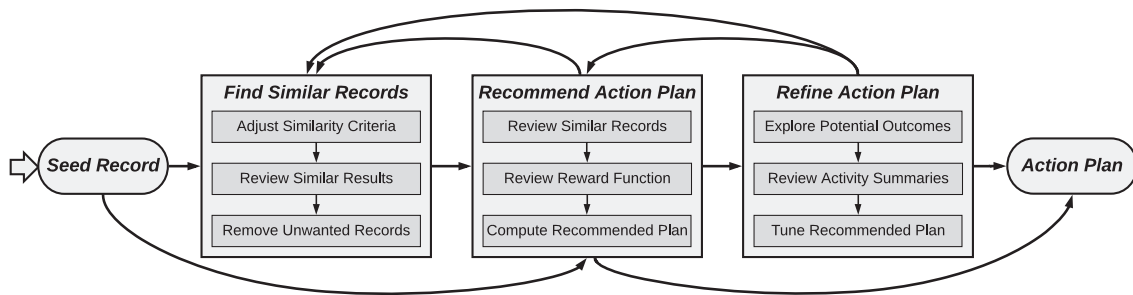 Seed Record
Find Similar Records
Adjust Similarity Criteria
Review Similar Results
Remove Unwanted Records
Recommend Action Plan
Review Similar Records
Review Reward Function
Compute Recommended Plan
Refine Action Plan
Explore Potential Outcomes
Review Activity Summaries
Tune Recommended Plan
Action Plan